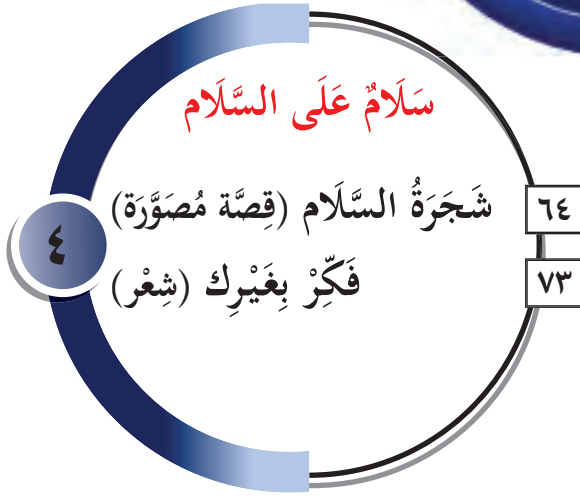 سَلَامٌ عَلَى السَّلَام
٦٤ شَجَرَةُ السَّلَام (قِصَّة مُصَوَّرَة)
٧٣ فَكِّرْ بِغَيْرِك (شِعْر)
٤